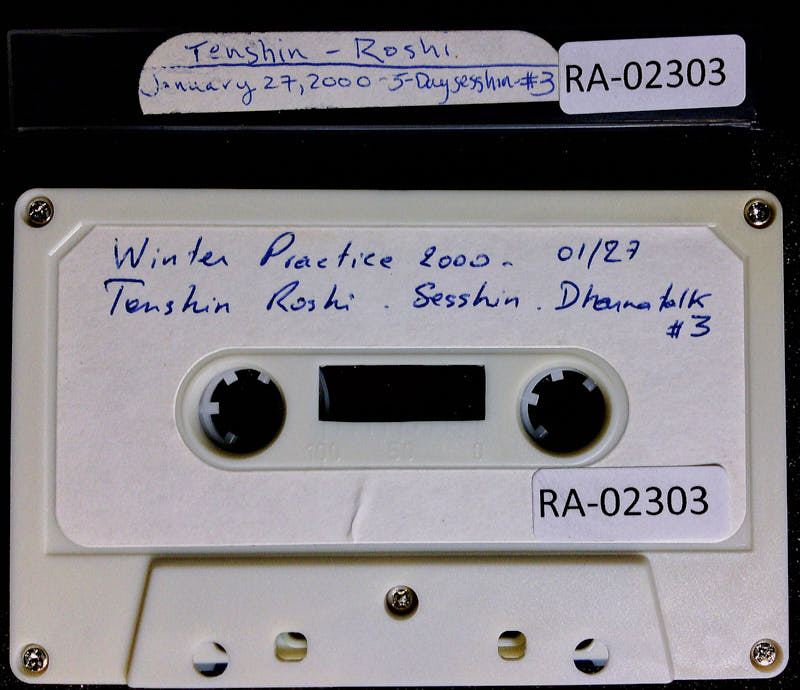 Tenshin - Roshi.
January 27, 2000 - 5-Day sesshin #3
RA-02303
Winter Practice 2000 - 01/27
Tenshin Roshi . Sesshin . Dharma talk
#3
100 50 0
RA-02303